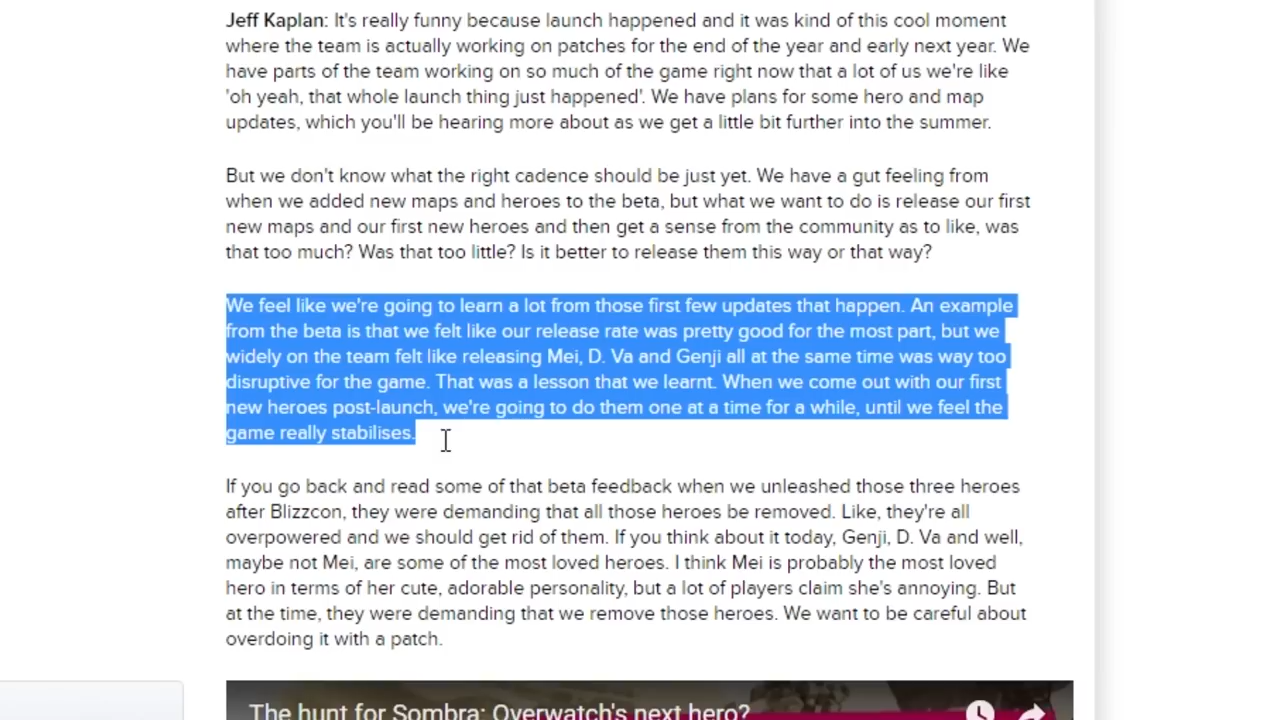 Jeff Kaplan: It's really funny because launch happened and it was kind of this cool moment
where the team is actually working on patches for the end of the year and early next year. We
have parts of the team working on so much of the game right now that a lot of us we're like
'oh yeah, that whole launch thing just happened'. We have plans for some hero and map
updates, which you'll be hearing more about as we get a little bit further into the summer.
But we don't know what the right cadence should be just yet. We have a gut feeling from
when we added new maps and heroes to the beta, but what we want to do is release our first
new maps and our first new heroes and then get a sense from the community as to like, was
that too much? Was that too little? Is it better to release them this way or that way?
We feel like we're going to learn a lot from those first few updates that happen. An example
from the beta is that we felt like our release rate was pretty good for the most part, but we
widely on the team felt like releasing Mei, D. Va and Genji all at the same time was way too
disruptive for the game. That was a lesson that we learnt. When we come out with our first
new heroes post-launch, we're going to do them one at a time for a while, until we feel the
game really stabilises.
If you go back and read some of that beta feedback when we unleashed those three heroes
after Blizzcon, they were demanding that all those heroes be removed. Like, they're all
overpowered and we should get rid of them. If you think about it today, Genji, D. Va and well,
maybe not Mei, are some of the most loved heroes. I think Mei is probably the most loved
hero in terms of her cute, adorable personality, but a lot of players claim she's annoying. But
at the time, they were demanding that we remove those heroes. We want to be careful about
overdoing it with a patch.
The hunt for Sombra: Overwatch's next hero?